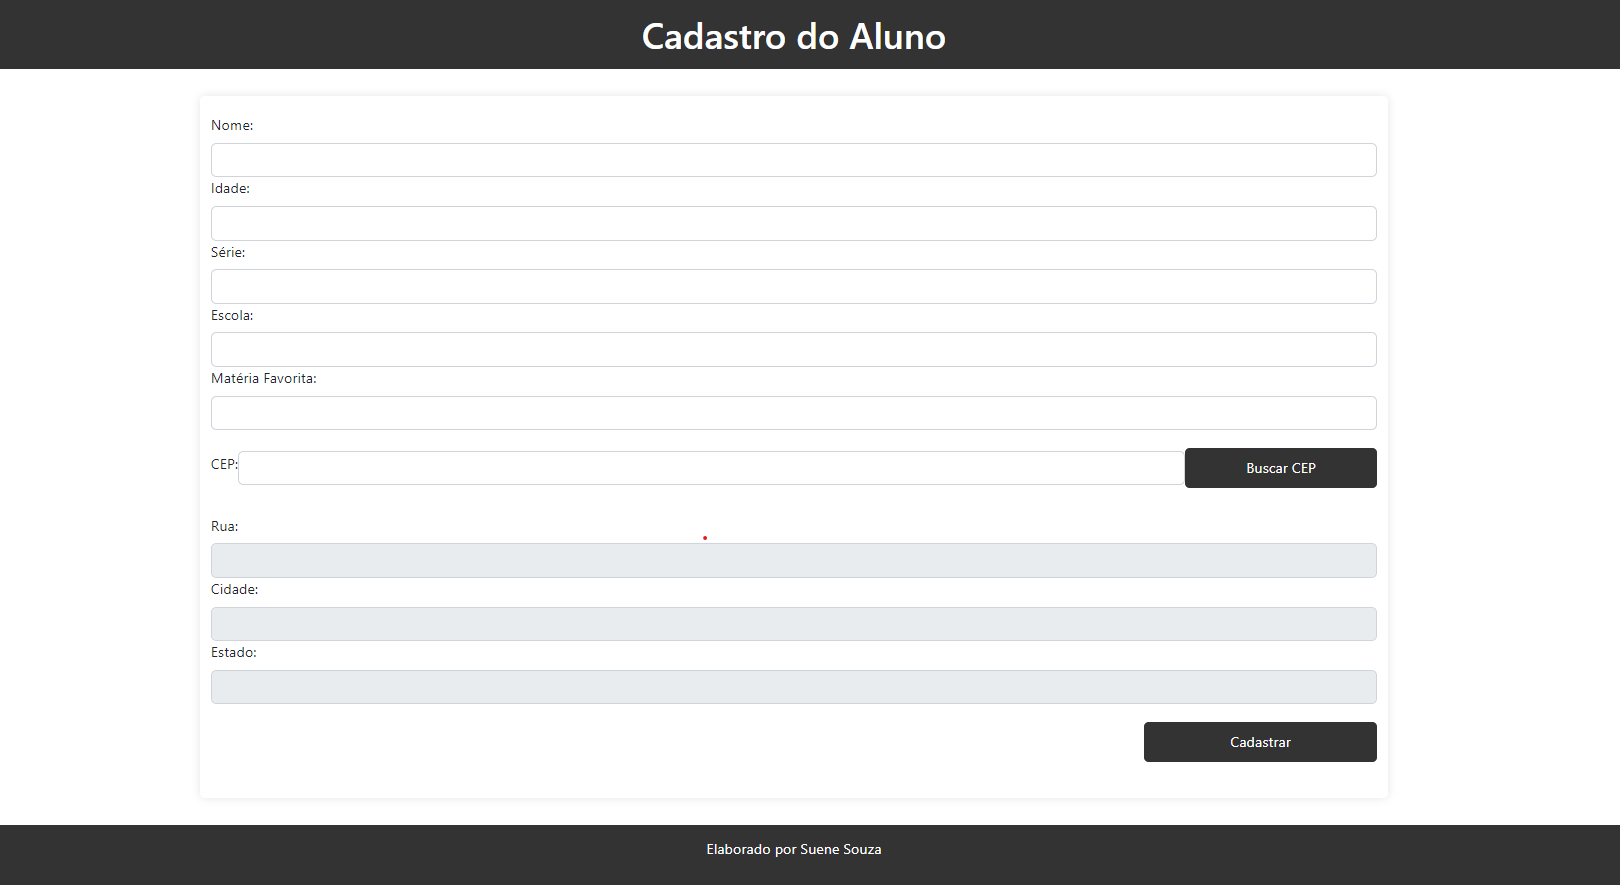 Cadastro do Aluno
Nome:
Idade:
Série:
Escola:
Matéria Favorita:
CEP:
Buscar CEP
Rua:
Cidade:
Estado:
Cadastrar
Elaborado por Suene Souza